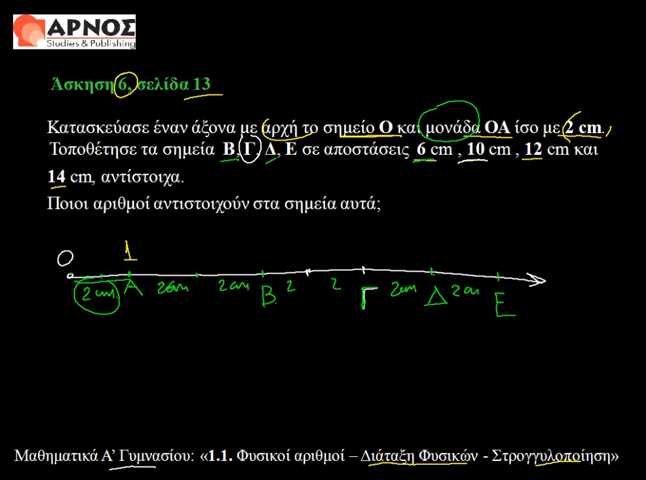 ΑΡΝΟΣ
Studies & Publishing
Άσκηση 6, σελίδα 13
Κατασκεύασε έναν άξονα με αρχή το σημείο Ο και μονάδα ΟΑ ίσο με 2 cm.
Τοποθέτησε τα σημεία Β, Γ, Δ, Ε σε αποστάσεις 6 cm , 10 cm , 12 cm και
14 cm, αντίστοιχα.
Ποιοι αριθμοί αντιστοιχούν στα σημεία αυτά;
Ο 1
2 cm Α 2cm 2cm Β 2 2 Γ 2cm Δ 2cm Ε
Μαθηματικά Α’ Γυμνασίου: «1.1. Φυσικοί αριθμοί – Διάταξη Φυσικών - Στρογγυλοποίηση»